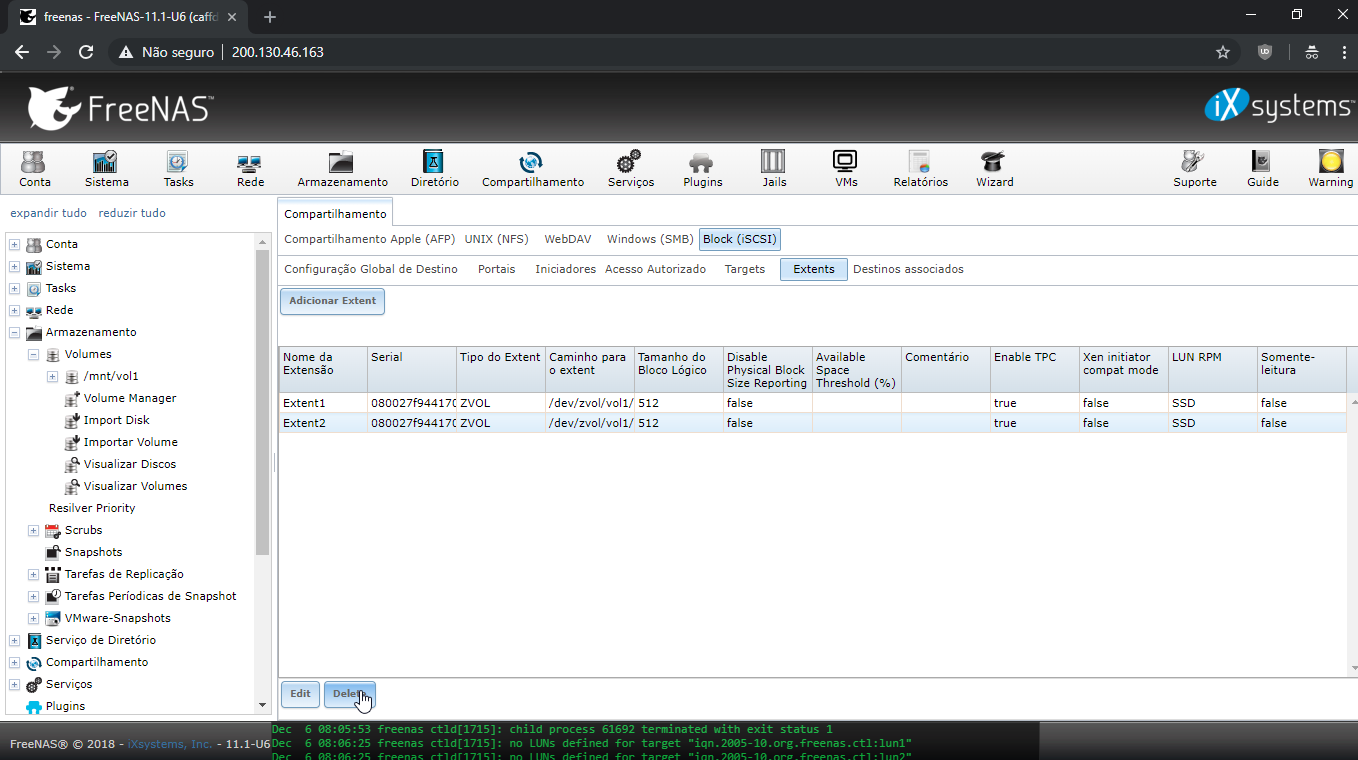 freenas - FreeNAS-11.1-U6 (caffd
Não seguro | 200.130.46.163
UD
FreeNAS™
iXsystems™
Conta Sistema Tasks Rede Armazenamento Diretório Compartilhamento Serviços Plugins Jails VMs Relatórios Wizard Suporte Guide Warning
expandir tudo reduzir tudo
Conta
Sistema
Tasks
Rede
Armazenamento
Volumes
/mnt/vol1
Volume Manager
Import Disk
Importar Volume
Visualizar Discos
Visualizar Volumes
Resilver Priority
Scrubs
Snapshots
Tarefas de Replicação
Tarefas Períodicas de Snapshot
VMware-Snapshots
Serviço de Diretório
Compartilhamento
Serviços
Plugins
Compartilhamento
Compartilhamento Apple (AFP) UNIX (NFS) WebDAV Windows (SMB) Block (iSCSI)
Configuração Global de Destino Portais Iniciadores Acesso Autorizado Targets Extents Destinos associados
Adicionar Extent
Nome da Serial Tipo do Extent Caminho para Tamanho do Disable Available Comentário Enable TPC Xen initiator LUN RPM Somente-
Extensão o extent Bloco Lógico Physical Block Space compat mode leitura
Size Reporting Threshold (%)
Extent1 080027f944170 ZVOL /dev/zvol/vol1/ 512 false true false SSD false
Extent2 080027f944170 ZVOL /dev/zvol/vol1/ 512 false true false SSD false
Edit Delete
FreeNAS® © 2018 - iXsystems, Inc. - 11.1-U6
Dec 6 08:05:53 freenas ctld[1715]: child process 61692 terminated with exit status 1
Dec 6 08:06:25 freenas ctld[1715]: no LUNs defined for target "iqn.2005-10.org.freenas.ctl:lun1"
Dec 6 08:06:25 freenas ctld[1715]: no LUNs defined for target "iqn.2005-10.org.freenas.ctl:lun2"